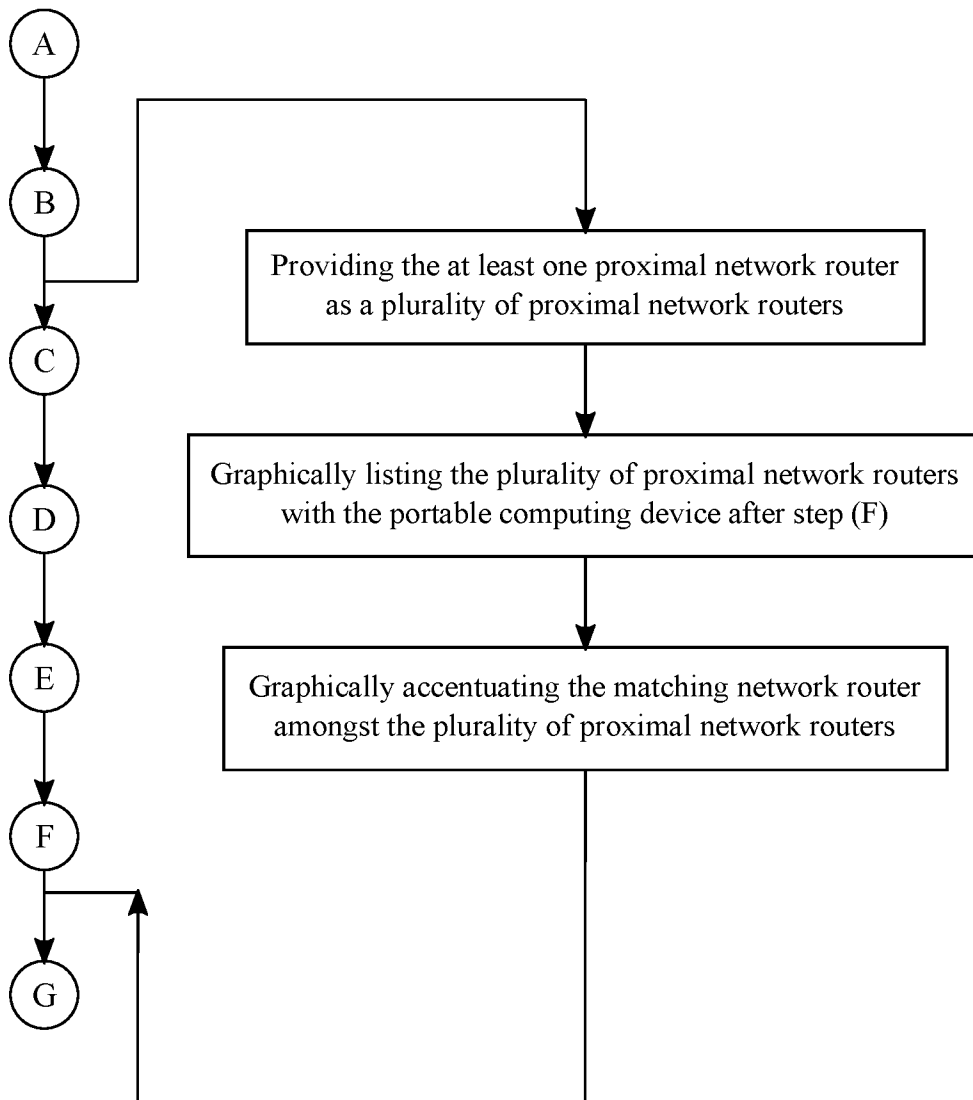 A
B
C
D
E
F
G
Providing the at least one proximal network router
as a plurality of proximal network routers
Graphically listing the plurality of proximal network routers
with the portable computing device after step (F)
Graphically accentuating the matching network router
amongst the plurality of proximal network routers